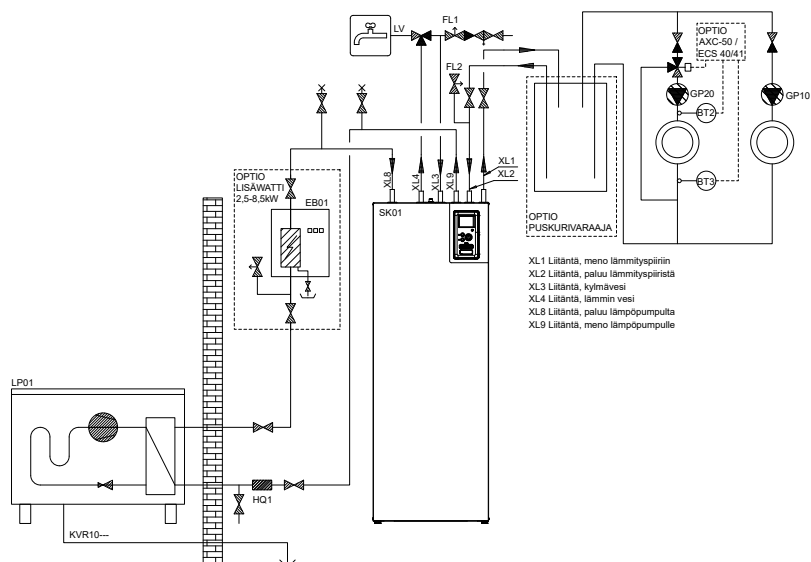 LV
FL1
FL2
OPTIO
AXC-50 /
ECS 40/41
GP20
GP10
BT2
BT3
XL1
XL2
XL8
XL4
XL3
XL9
OPTIO
LISÄWATTI
2,5-8,5kW
EB01
SK01
OPTIO
PUSKURIVARAAJA
XL1 Liitäntä, meno lämmityspiiriin
XL2 Liitäntä, paluu lämmityspiiristä
XL3 Liitäntä, kylmävesi
XL4 Liitäntä, lämmin vesi
XL8 Liitäntä, paluu lämpöpumpulta
XL9 Liitäntä, meno lämpöpumpulle
LP01
HQ1
KVR10---